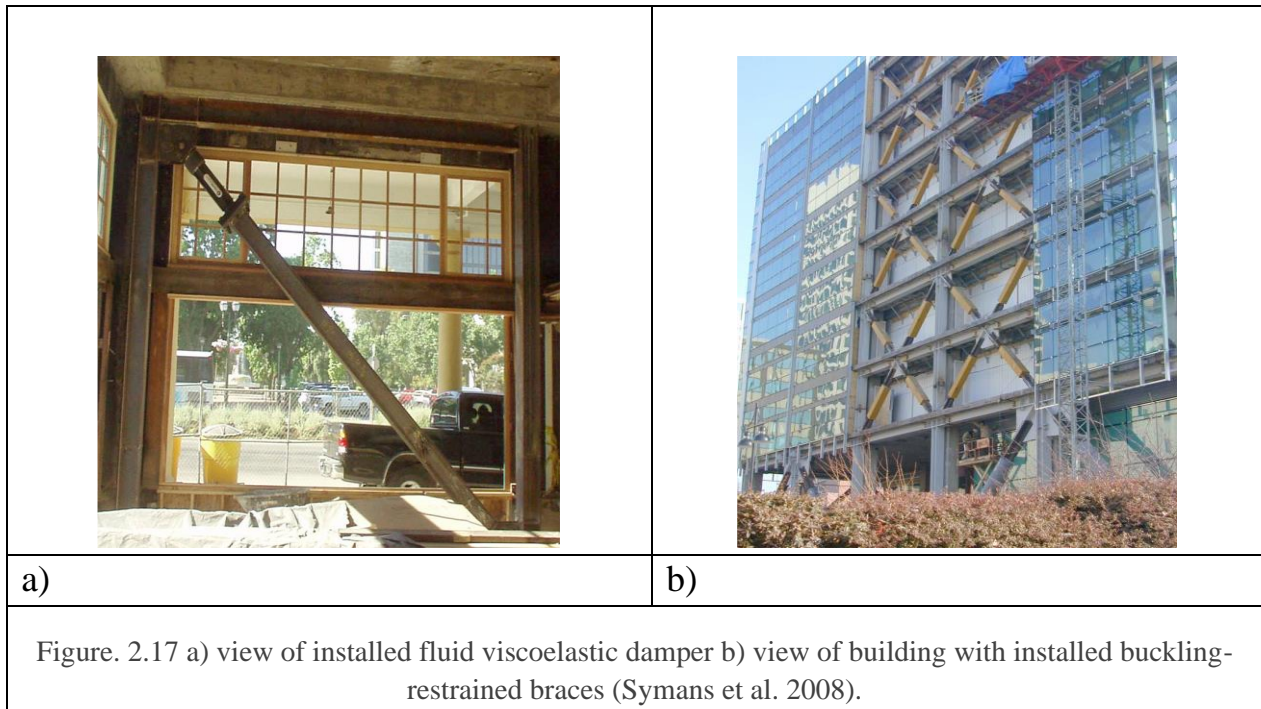 a)
b)
Figure. 2.17 a) view of installed fluid viscoelastic damper b) view of building with installed buckling-
restrained braces (Symans et al. 2008).